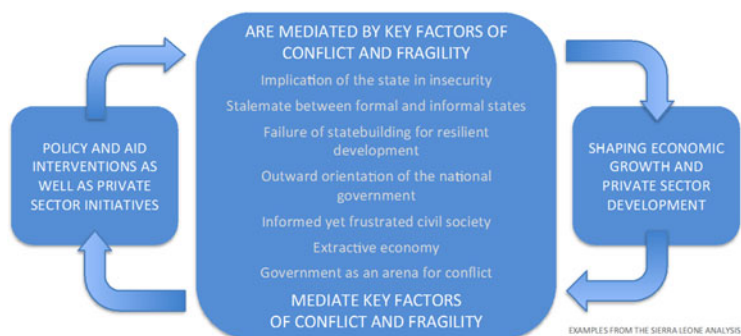 POLICY AND AID
INTERVENTIONS AS
WELL AS PRIVATE
SECTOR INITIATIVES
ARE MEDIATED BY KEY FACTORS OF
CONFLICT AND FRAGILITY
Implication of the state in insecurity
Stalemate between formal and informal states
Failure of statebuilding for resilient
development
Outward orientation of the national
government
Informed yet frustrated civil society
Extractive economy
Government as an arena for conflict
MEDIATE KEY FACTORS
OF CONFLICT AND FRAGILITY
SHAPING ECONOMIC
GROWTH AND
PRIVATE SECTOR
DEVELOPMENT
EXAMPLES FROM THE SIERRA LEONE ANALYSIS